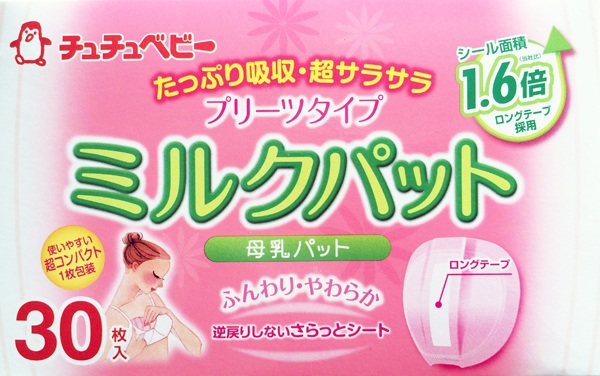 チュチュベビー
たっぷり吸収・超サラサラ
プリーツタイプ
ミルクパット
母乳パット
シール面積
(当社比)
1.6倍
ロングテープ
採用
使いやすい
超コンパクト
1枚包装
ふんわり・やわらか
逆戻りしないさらっとシート
ロングテープ
30枚入